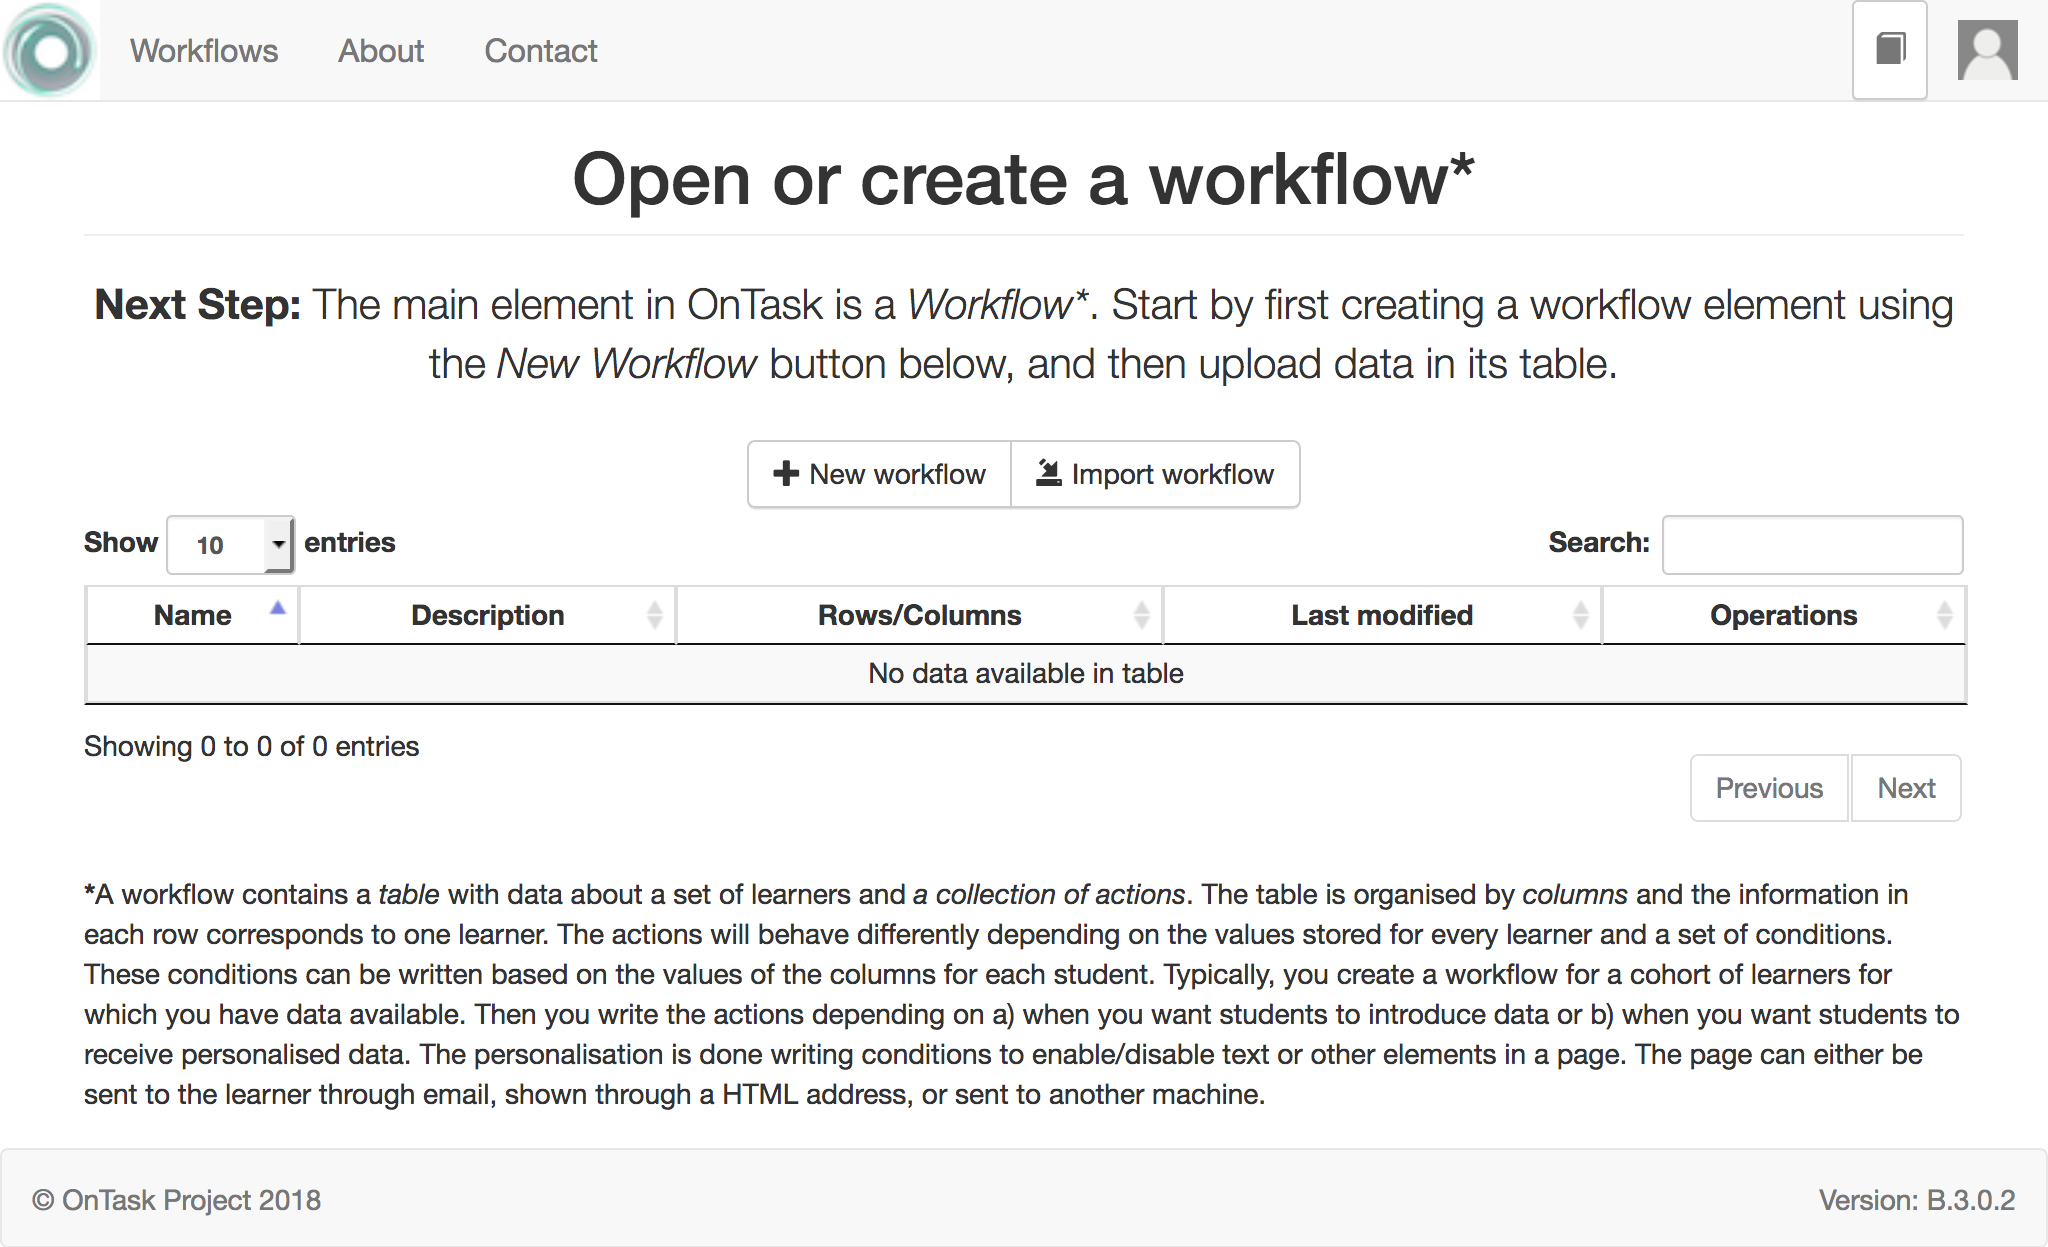 Workflows About Contact
Open or create a workflow*
Next Step: The main element in OnTask is a Workflow*. Start by first creating a workflow element using
the New Workflow button below, and then upload data in its table.
New workflow Import workflow
Show 10 entries Search:
Name Description Rows/Columns Last modified Operations
No data available in table
Showing 0 to 0 of 0 entries
Previous Next
*A workflow contains a table with data about a set of learners and a collection of actions. The table is organised by columns and the information in
each row corresponds to one learner. The actions will behave differently depending on the values stored for every learner and a set of conditions.
These conditions can be written based on the values of the columns for each student. Typically, you create a workflow for a cohort of learners for
which you have data available. Then you write the actions depending on a) when you want students to introduce data or b) when you want students to
receive personalised data. The personalisation is done writing conditions to enable/disable text or other elements in a page. The page can either be
sent to the learner through email, shown through a HTML address, or sent to another machine.
© OnTask Project 2018 Version: B.3.0.2